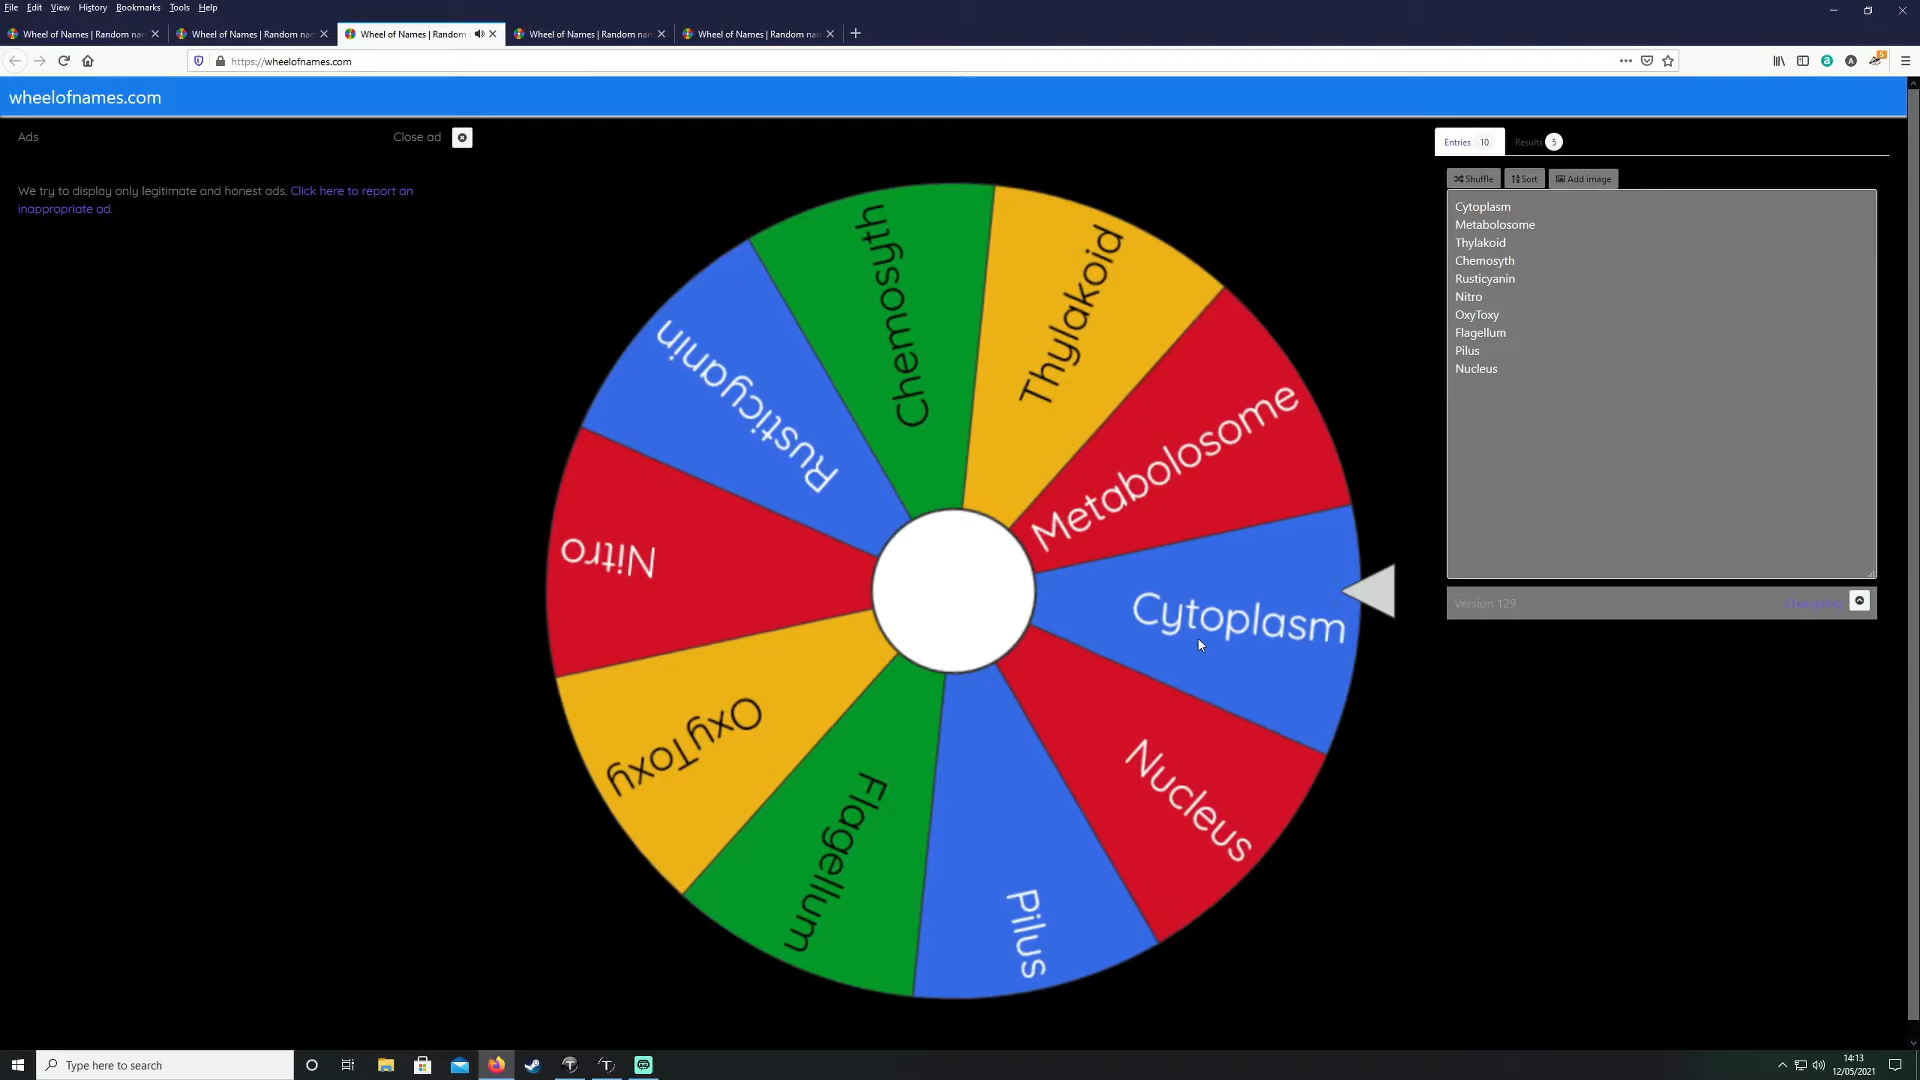 File Edit View History Bookmarks Tools Help
Wheel of Names | Random na
Wheel of Names | Random na
Wheel of Names | Random
Wheel of Names | Random nan
Wheel of Names | Random nan
https://wheelofnames.com
5
wheelofnames.com
Ads
Close ad
We try to display only legitimate and honest ads. Click here to report an
inappropriate ad.
Chemosyth
Thylakoid
Rusticyanin
Metabolosome
Nitro
Cytoplasm
OxyToxy
Nucleus
Flagellum
Pilus
Entries 10
Results 5
Shuffle
Sort
Add image
Cytoplasm
Metabolosome
Thylakoid
Chemosyth
Rusticyanin
Nitro
OxyToxy
Flagellum
Pilus
Nucleus
Version 129
Changelog
Type here to search
14:13
12/05/2021